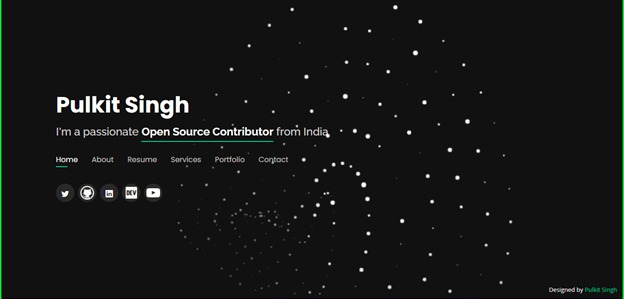 Pulkit Singh
I'm a passionate Open Source Contributor from India
Home About Resume Services Portfolio Contact
in DEV
Designed by Pulkit Singh